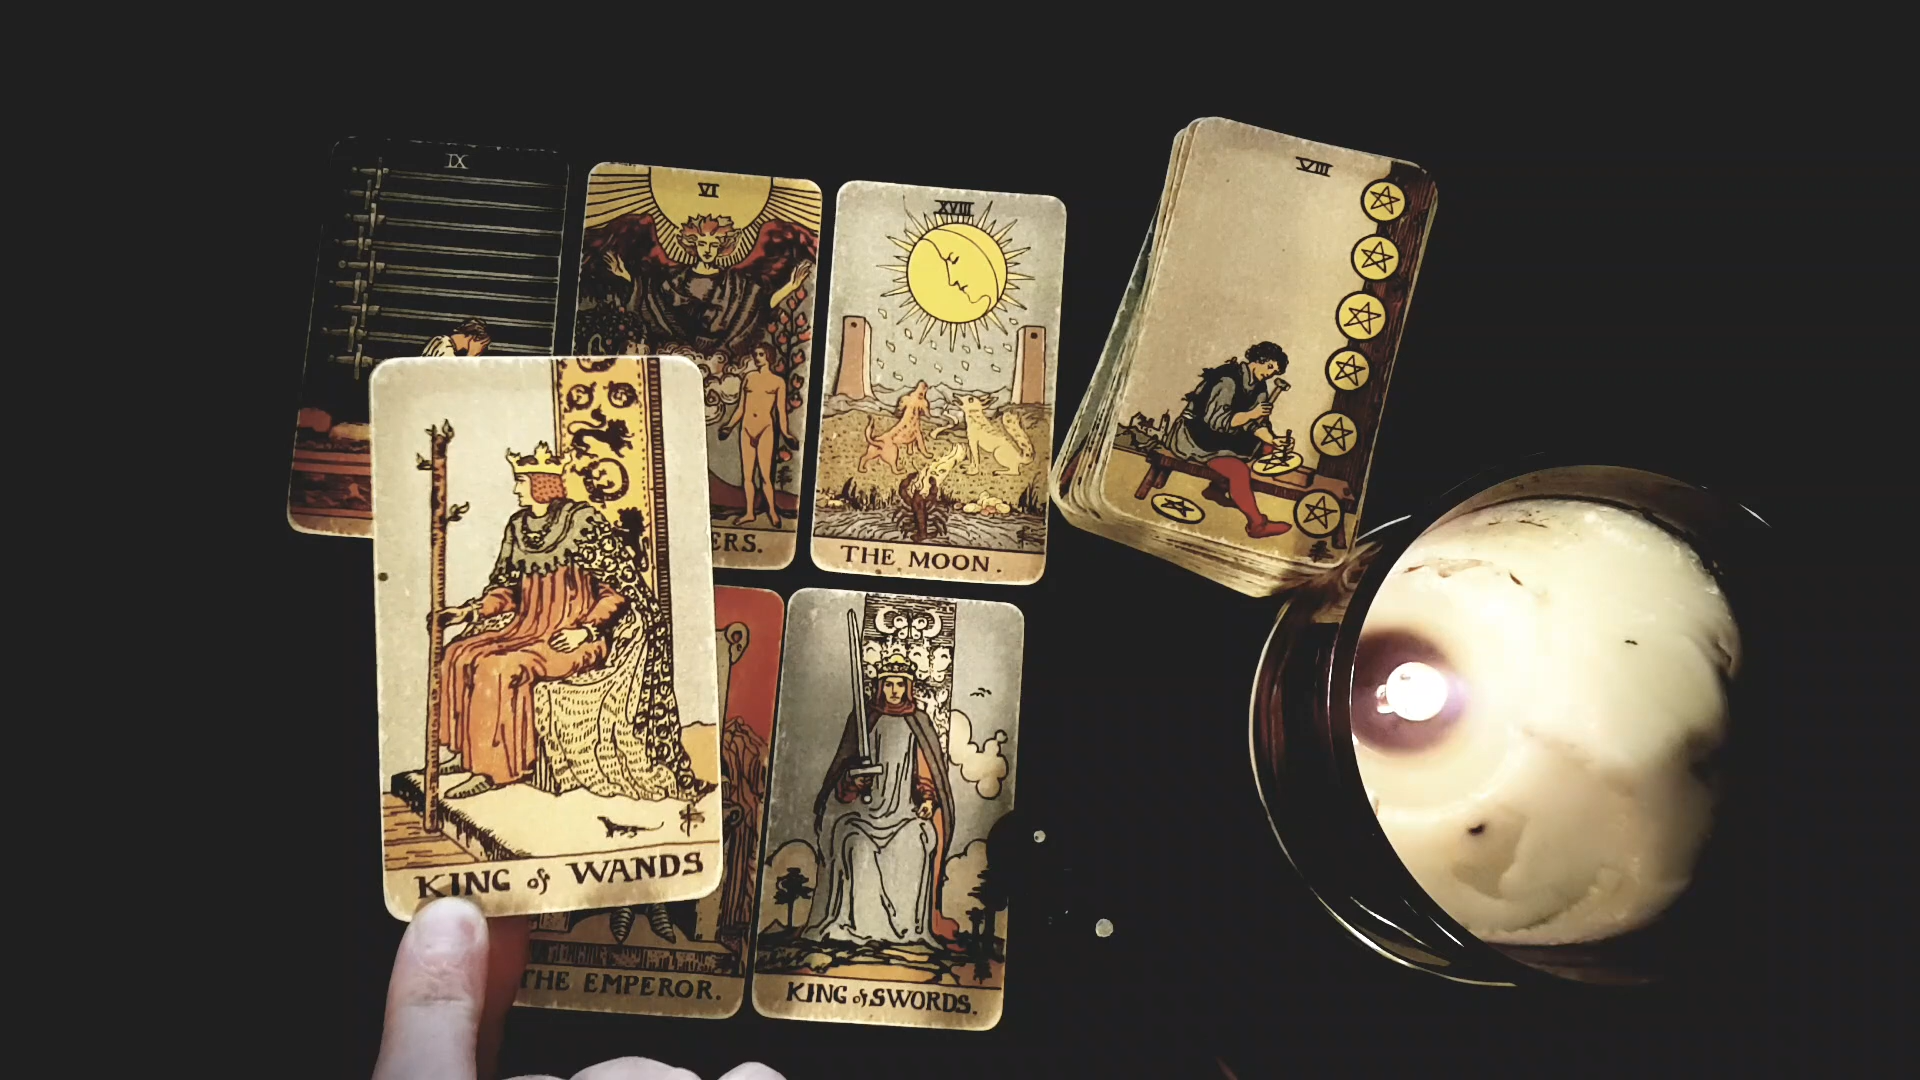 IX
VI
XVIII
VIII
ERS.
THE MOON.
KING of WANDS
THE EMPEROR.
KING of SWORDS.